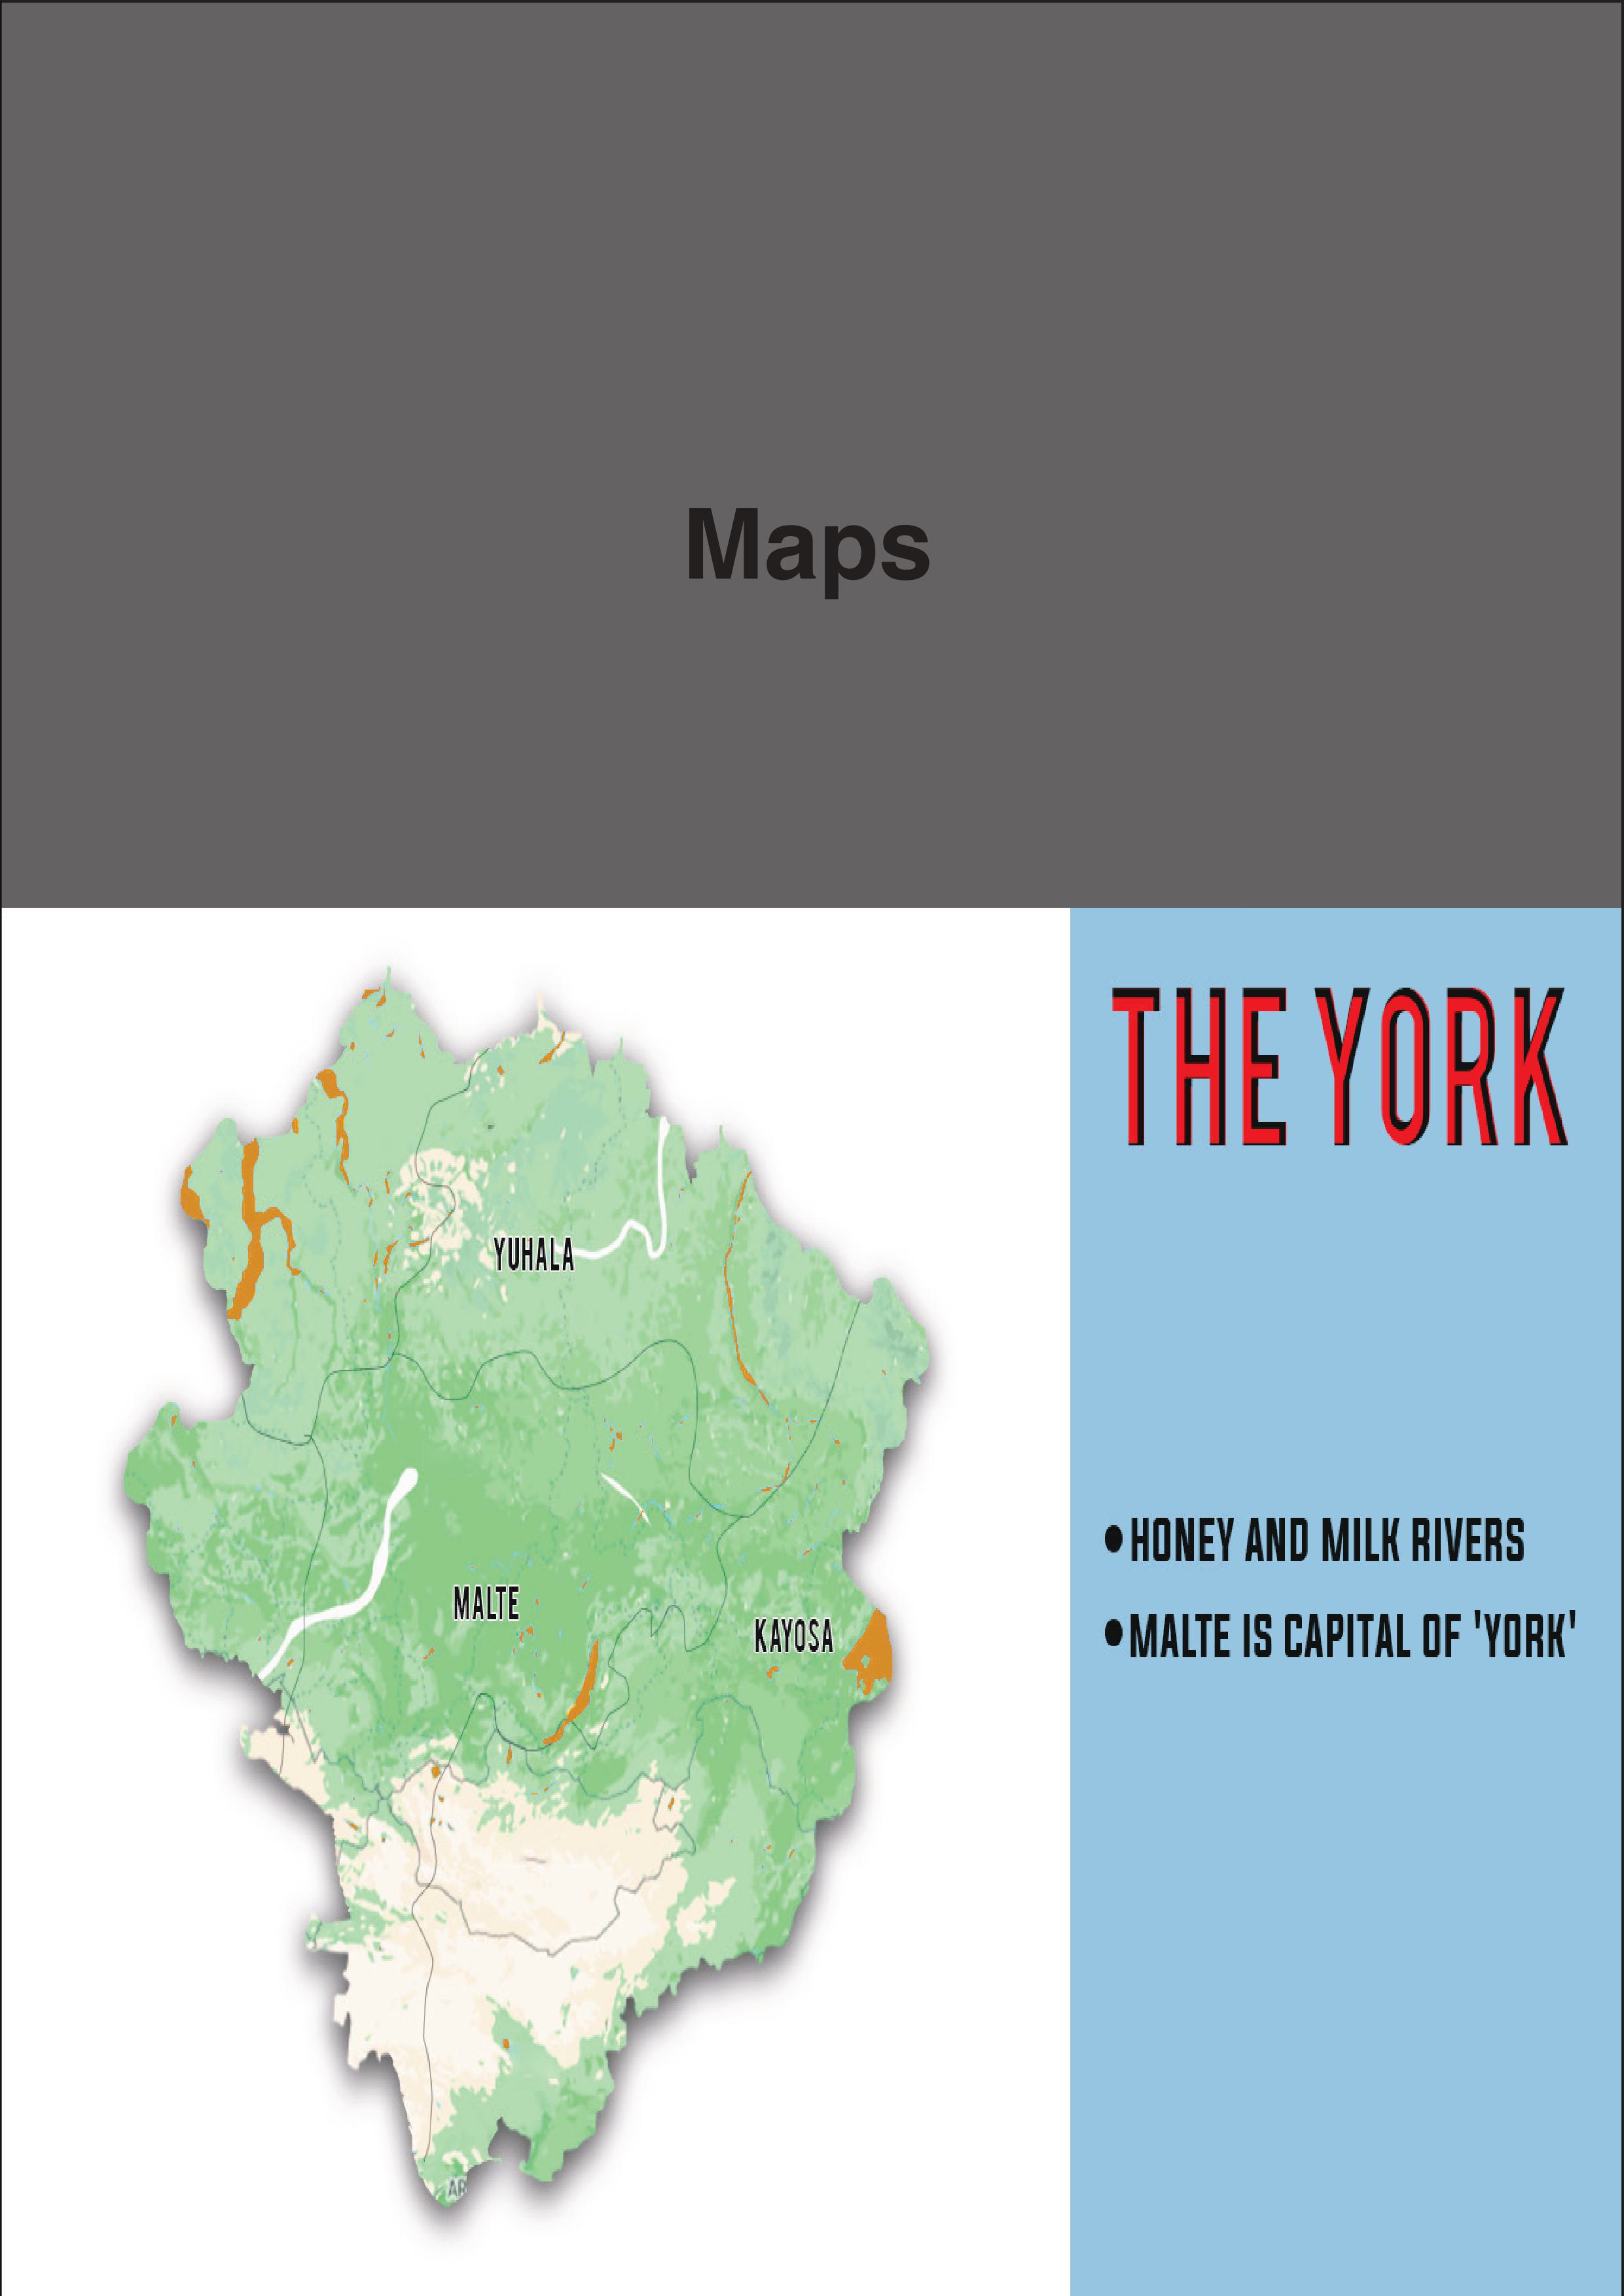 Maps
THE YORK
YUHALA
• HONEY AND MILK RIVERS
MALTE
KAYOSA
• MALTE IS CAPITAL OF 'YORK'
AR